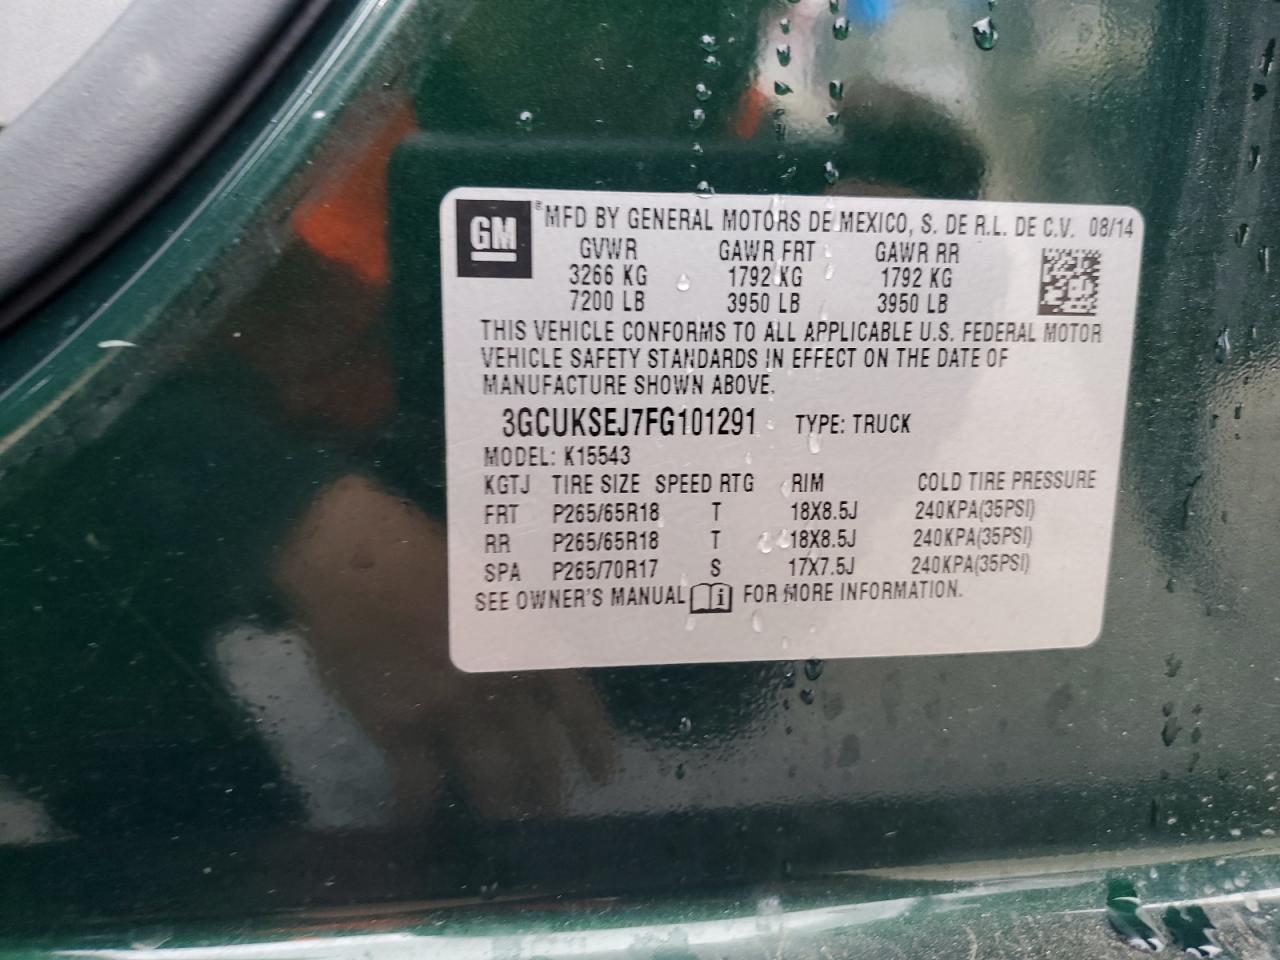 GM ® MFD BY GENERAL MOTORS DE MEXICO, S. DE R.L. DE C.V. 08/14
GVWR GAWR FRT GAWR RR
3266 KG 1792 KG 1792 KG
7200 LB 3950 LB 3950 LB
THIS VEHICLE CONFORMS TO ALL APPLICABLE U.S. FEDERAL MOTOR
VEHICLE SAFETY STANDARDS IN EFFECT ON THE DATE OF
MANUFACTURE SHOWN ABOVE.
3GCUKSEJ7FG101291 TYPE: TRUCK
MODEL: K15543
KGTJ TIRE SIZE SPEED RTG RIM COLD TIRE PRESSURE
FRT P265/65R18 T 18X8.5J 240KPA(35PSI)
RR P265/65R18 T 18X8.5J 240KPA(35PSI)
SPA P265/70R17 S 17X7.5J 240KPA(35PSI)
SEE OWNER'S MANUAL i FOR MORE INFORMATION.